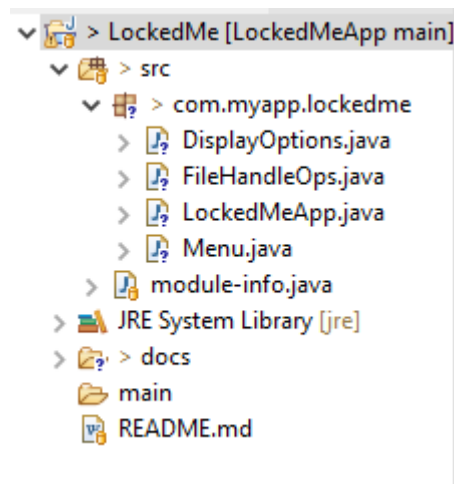 > LockedMe [LockedMeApp main]
> src
> com.myapp.lockedme
DisplayOptions.java
FileHandleOps.java
LockedMeApp.java
Menu.java
module-info.java
JRE System Library [jre]
> docs
main
README.md